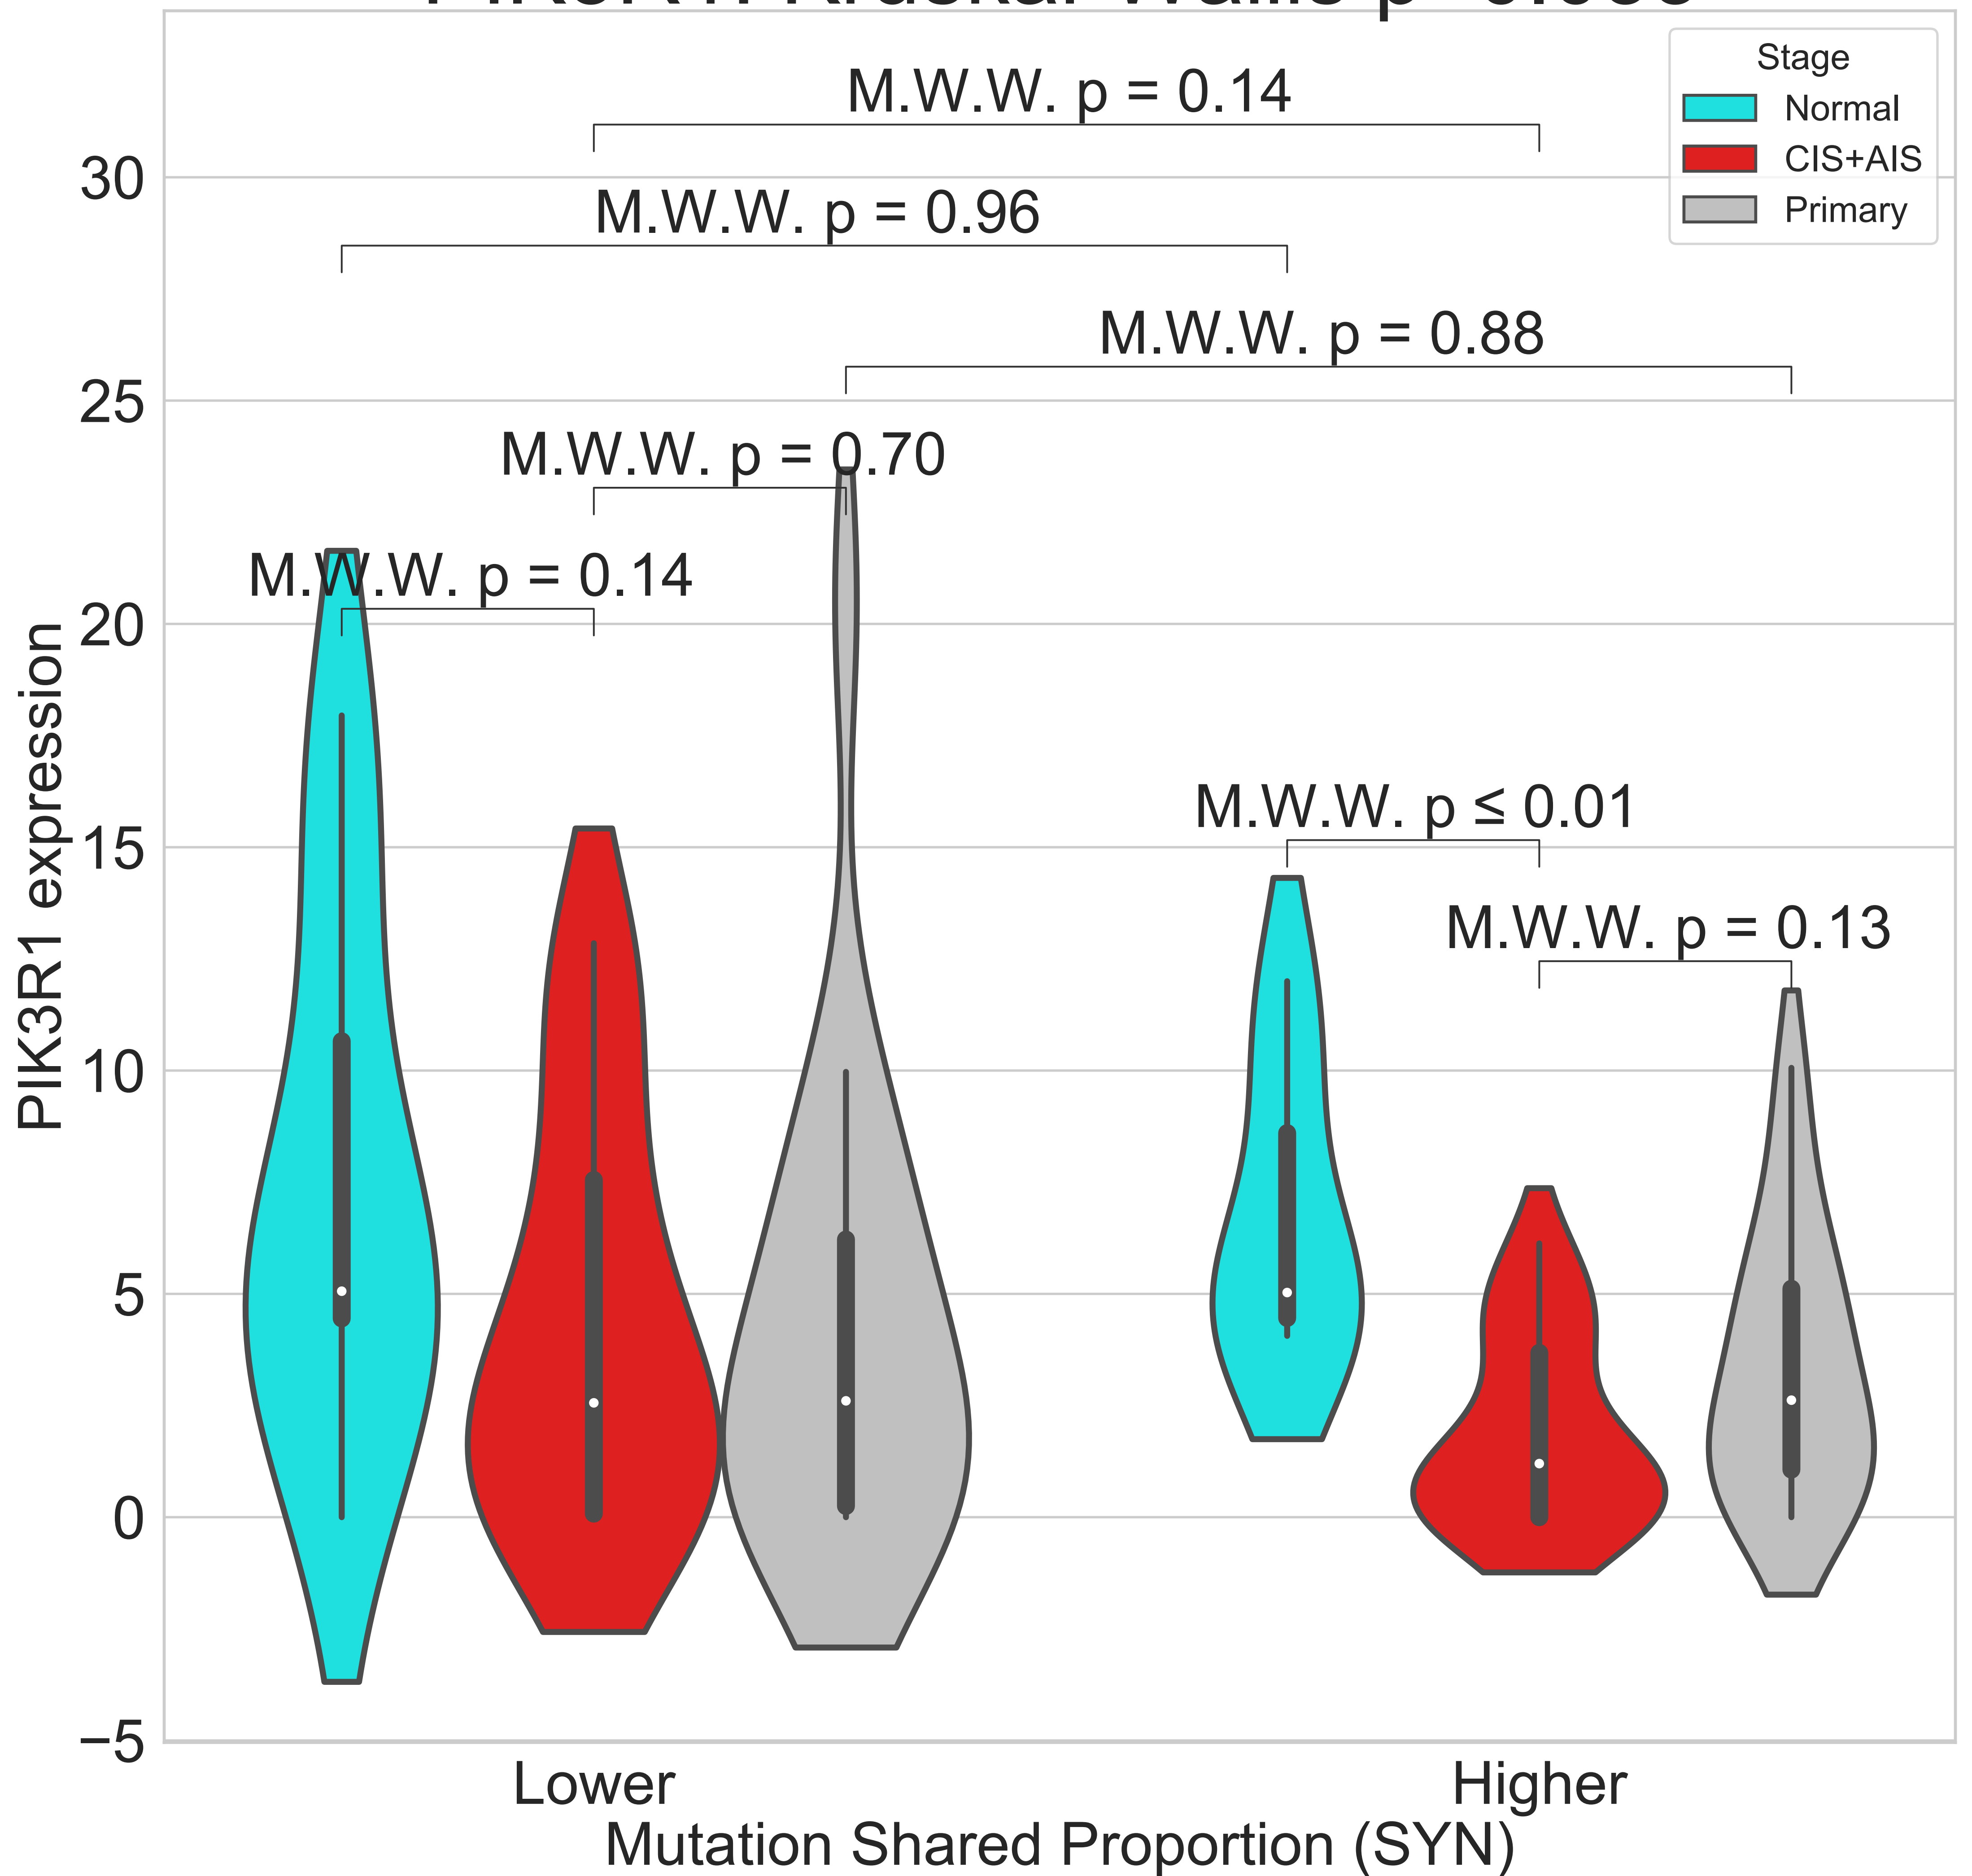 Stage
Normal
CIS+AIS
Primary
M.W.W. p = 0.14
M.W.W. p = 0.96
M.W.W. p = 0.88
M.W.W. p = 0.70
M.W.W. p = 0.14
M.W.W. p ≤ 0.01
M.W.W. p = 0.13
PIK3R1 expression
30
25
20
15
10
5
0
−5
Lower
Higher
Mutation Shared Proportion (SYN)